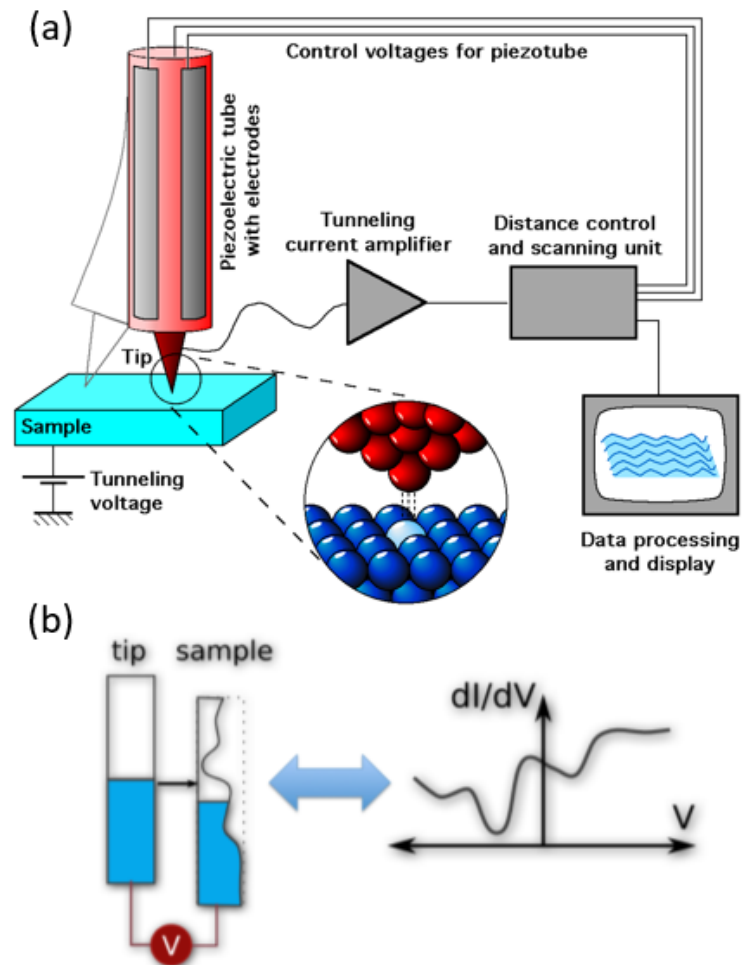 (a)
Control voltages for piezotube
Piezoelectric tube
with electrodes
Tunneling
current amplifier
Distance control
and scanning unit
Tip
Sample
Tunneling
voltage
Data processing
and display
(b)
tip
sample
dI/dV
V
V